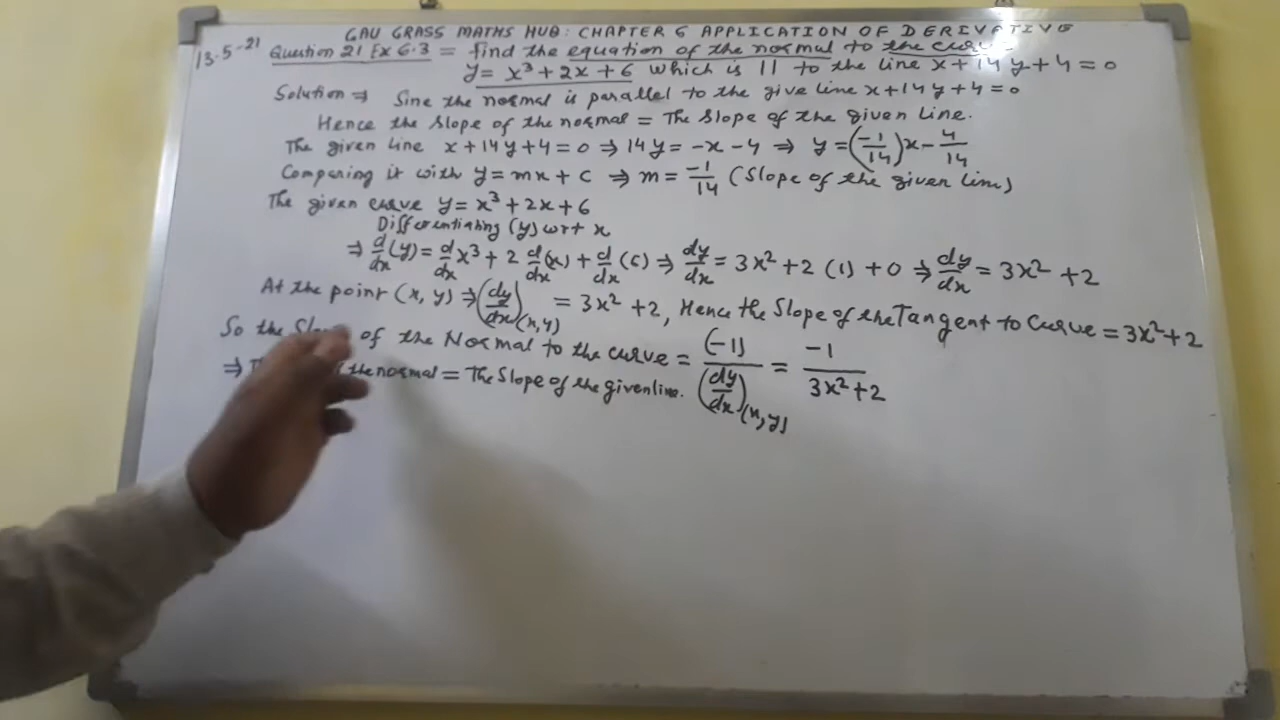 GAU GRASS MATHS HUB: CHAPTER 6 APPLICATION OF DERIVATIVE
13.5-21 Question 21 Ex 6.3 = find the equation of the normal to the curve
y = x³ + 2x + 6 which is || to the line x+14y+4=0
Solution ⇒ Sine the normal is parallel to the give line x+14y+4=0
Hence the slope of the normal = The slope of the given line.
The given line x+14y+4=0 ⇒ 14y = -x-4 ⇒ y = (-1/14)x - 4/14
Comparing it with y = mx + c ⇒ m = -1/14 (slope of the given line)
The given curve y = x³ + 2x + 6
Differentiating (y) wrt x
⇒ d/dx (y) = d/dx x³ + 2 d/dx (x) + d/dx (6) ⇒ dy/dx = 3x² + 2 (1) + 0 ⇒ dy/dx = 3x² + 2
At the point (x, y) ⇒ (dy/dx)(x,y) = 3x² + 2, Hence the Slope of the Tangent to Curve = 3x² + 2
So the Slope of the Normal to the curve = (-1)/(dy/dx)(x,y) = -1/(3x² + 2)
⇒ the normal = The Slope of the given line.